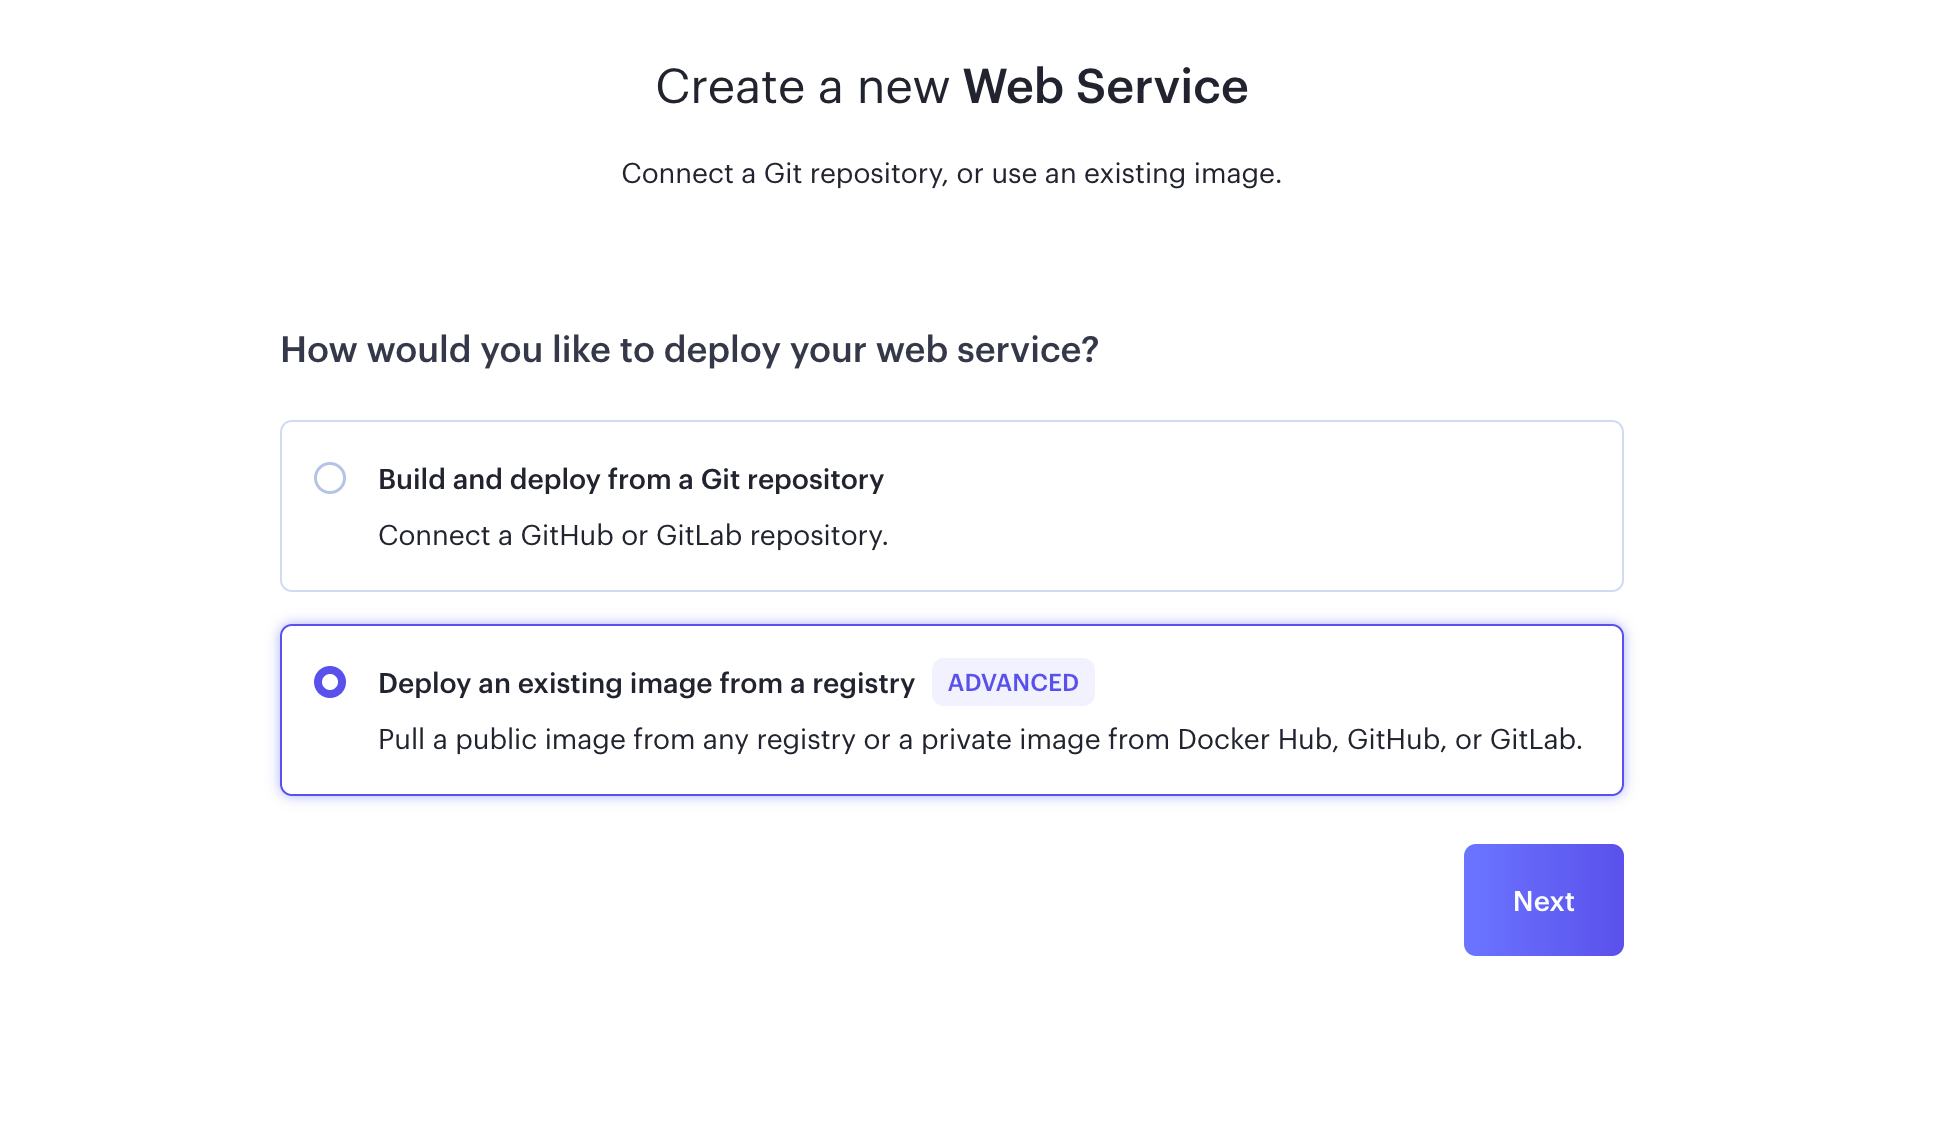 Create a new Web Service
Connect a Git repository, or use an existing image.
How would you like to deploy your web service?
Build and deploy from a Git repository
Connect a GitHub or GitLab repository.
Deploy an existing image from a registry ADVANCED
Pull a public image from any registry or a private image from Docker Hub, GitHub, or GitLab.
Next